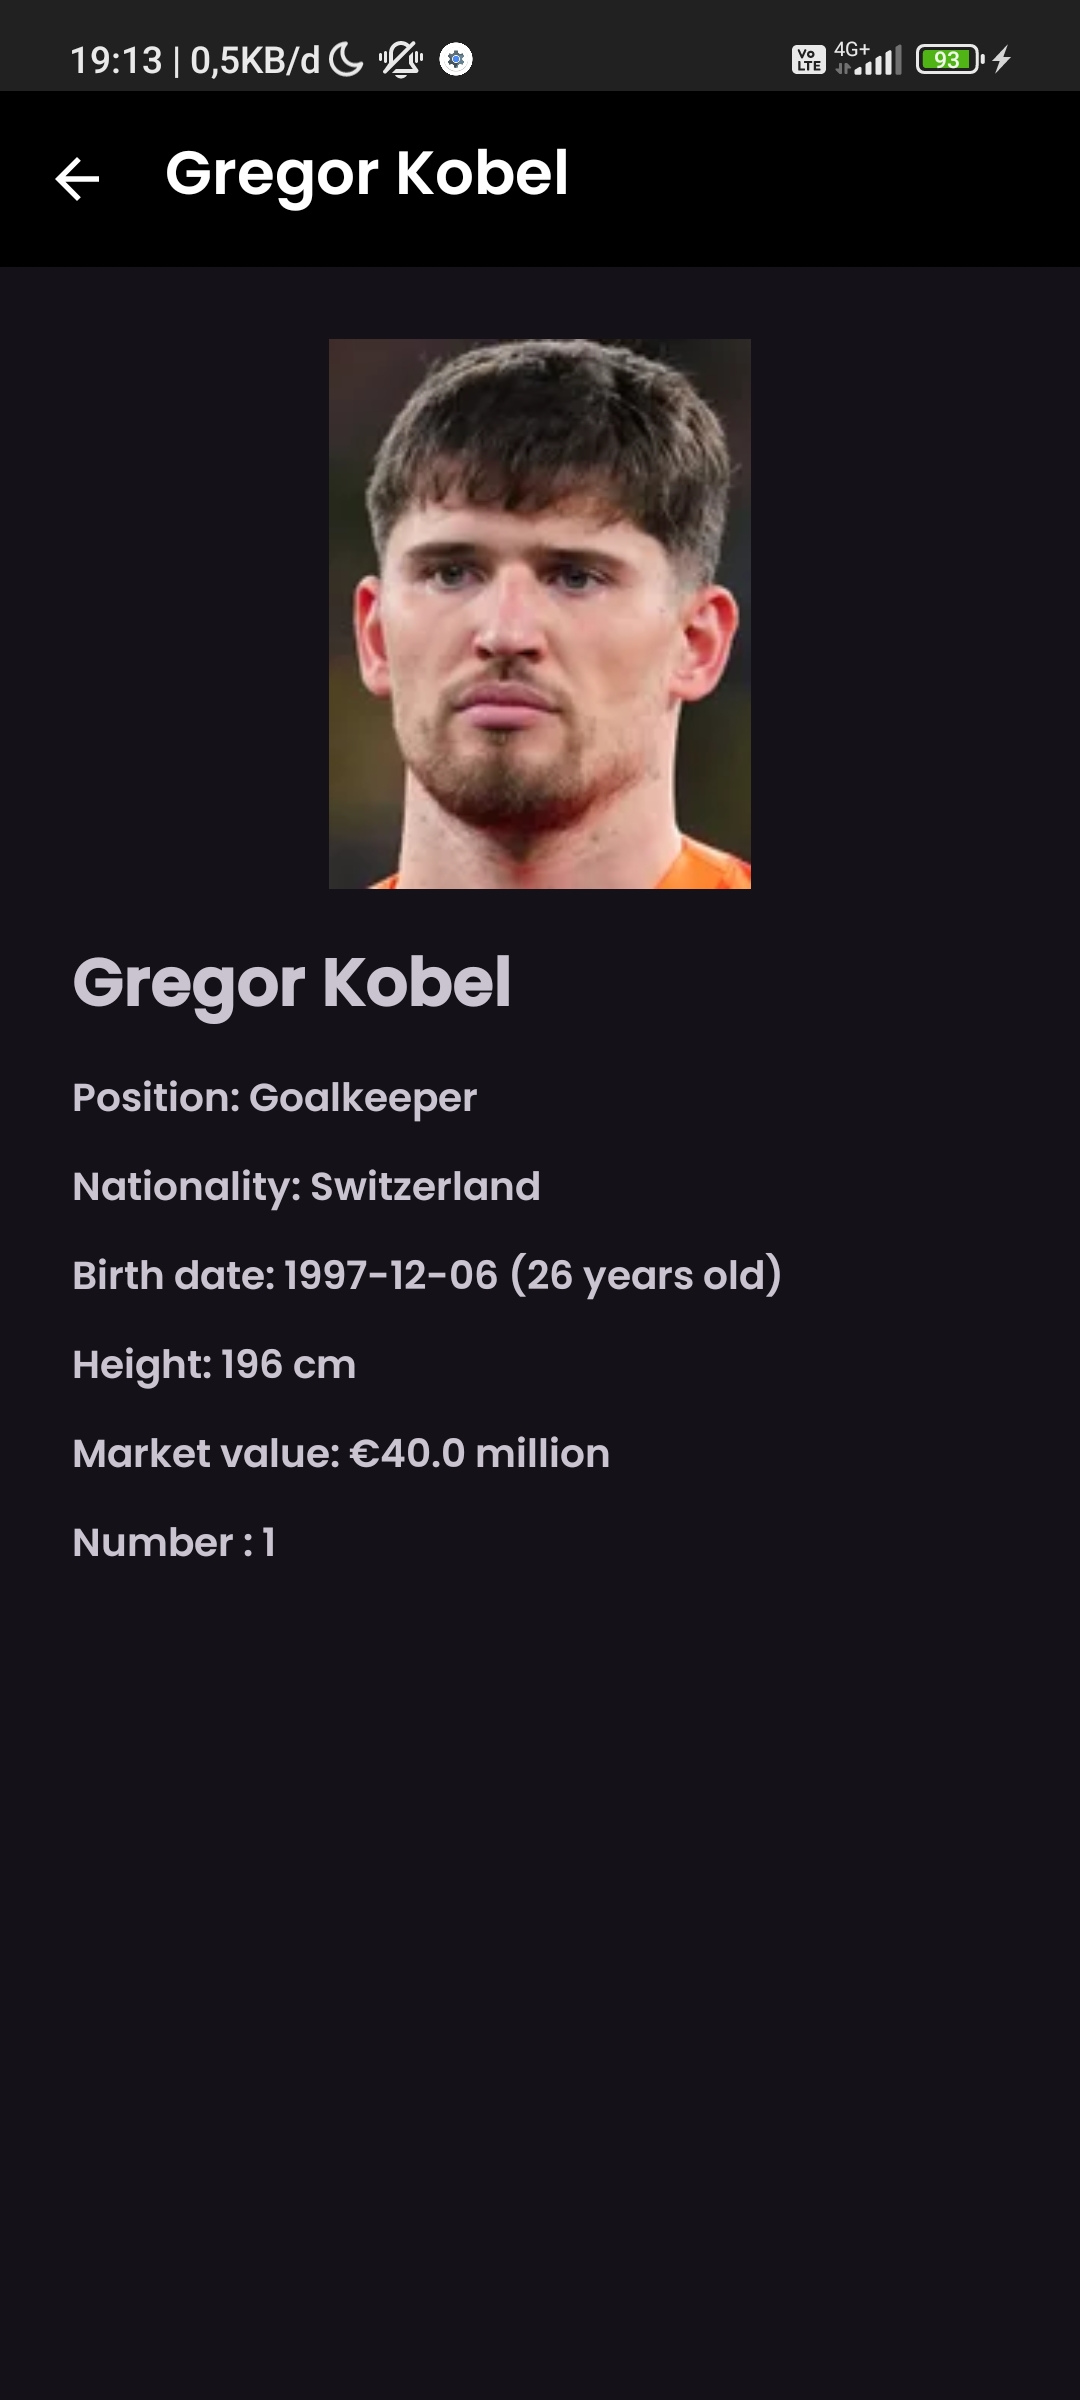 19:13 | 0,5KB/d Vo LTE 4G+ 93
Gregor Kobel
Gregor Kobel
Position: Goalkeeper
Nationality: Switzerland
Birth date: 1997-12-06 (26 years old)
Height: 196 cm
Market value: €40.0 million
Number : 1